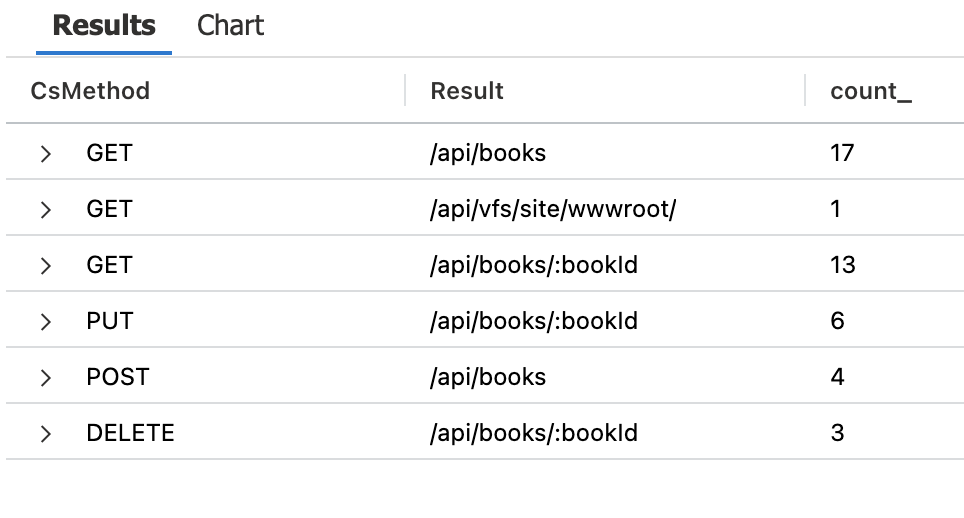 Results Chart
CsMethod Result count_
GET /api/books 17
GET /api/vfs/site/wwwroot/ 1
GET /api/books/:bookId 13
PUT /api/books/:bookId 6
POST /api/books 4
DELETE /api/books/:bookId 3